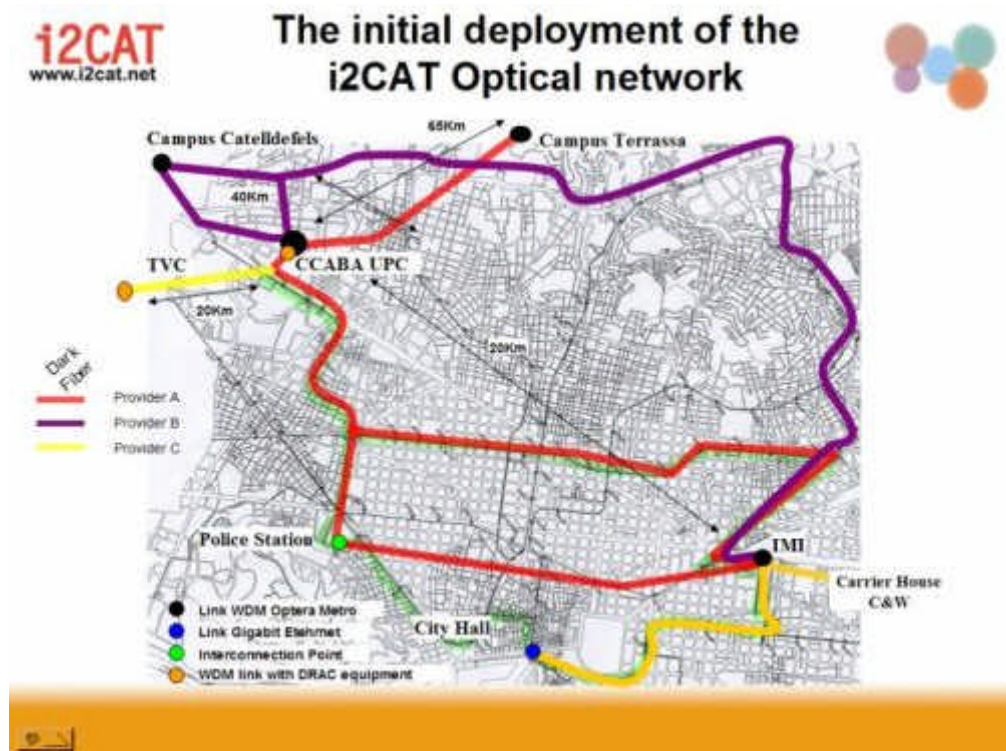 i2CAT
www.i2cat.net
The initial deployment of the
i2CAT Optical network
65Km
Campus Catelldefels
Campus Terrassa
40Km
TVC
CCABA UPC
20Km
20Km
Dark
Fiber
Provider A
Provider B
Provider C
Police Station
IMI
Carrier House
C&W
City Hall
Link WDM Optera Metro
Link Gigabit Etehmet
Interconnection Point
WDM link with DRAC equipment